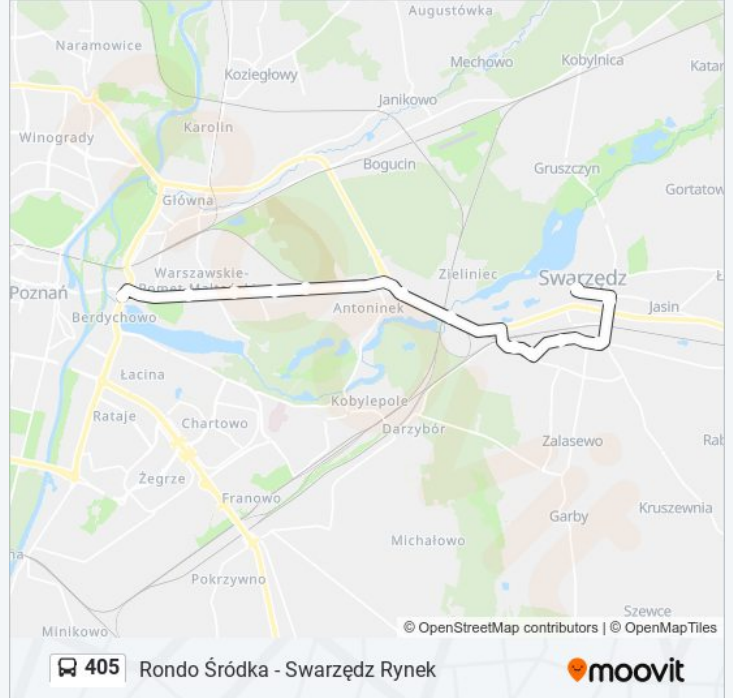 Augustówka
Naramowice
Mechowo
Kobylnica
Koziegłowy
Katar
Janikowo
Karolin
Winogrady
Bogucin
Gruszczyn
Główna
Gortatow
Warszawskie-
Zieliniec
Swarzędz
Poznań
Antoninek
Jasin
Berdychowo
Łacina
Kobylepole
Rataje
Chartowo
Darzybór
Zalasewo
Żegrze
Franowo
Kruszewnia
Garby
Michałowo
Pokrzywno
Szewce
Minikowo
© OpenStreetMap contributors | © OpenMapTiles
405 Rondo Śródka - Swarzędz Rynek
moovit